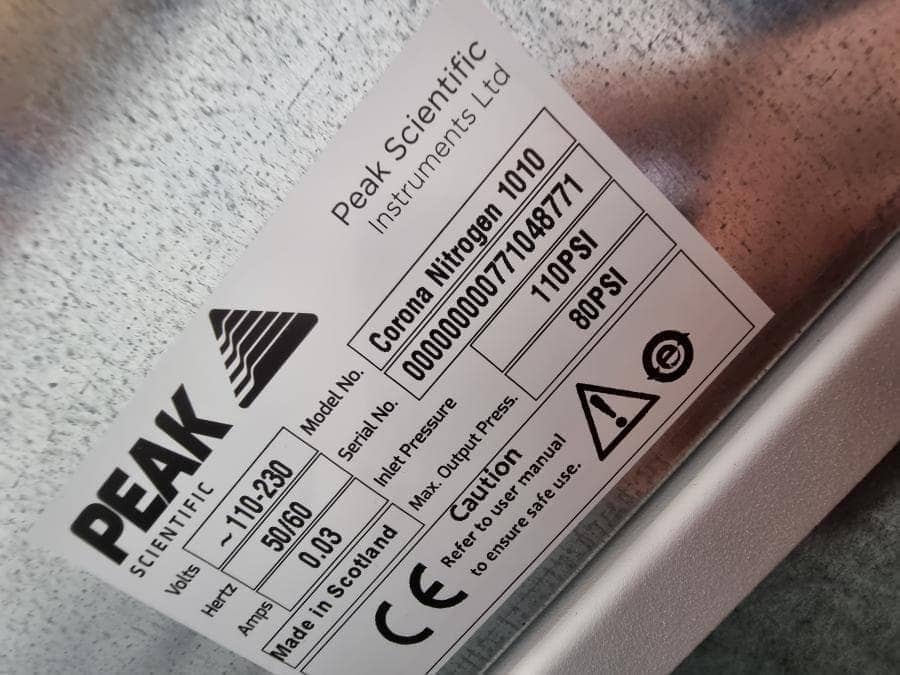 PEAK
SCIENTIFIC
Peak Scientific
Instruments Ltd
Volts ~ 110-230
Hertz 50/60
Amps 0.03
Made in Scotland
Model No. Corona Nitrogen 1010
Serial No. 000000000771048771
Inlet Pressure 110PSI
Max. Output Press. 80PSI
CE
Caution
Refer to user manual
to ensure safe use.
!
e